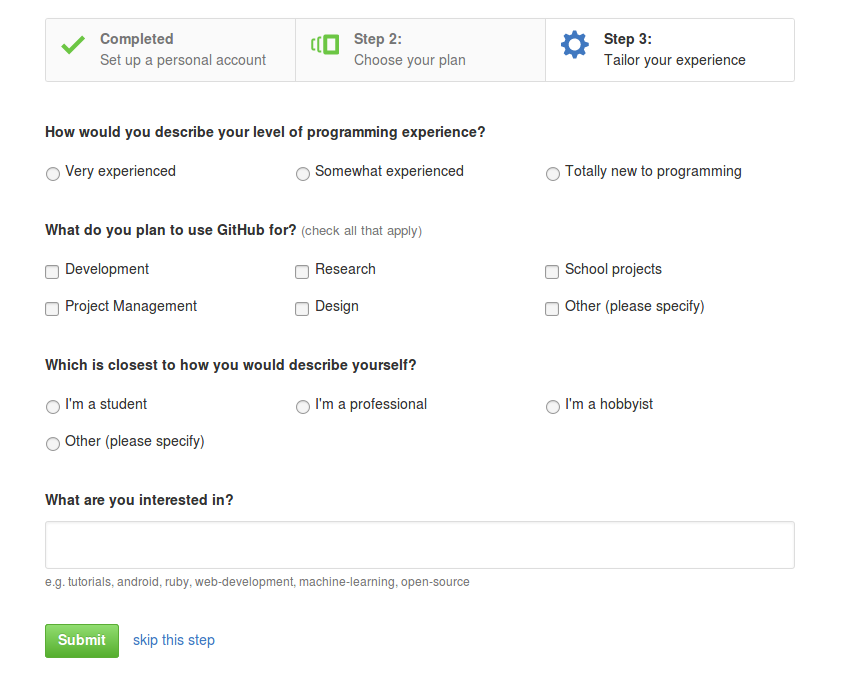 Completed
Set up a personal account
Step 2:
Choose your plan
Step 3:
Tailor your experience
How would you describe your level of programming experience?
Very experienced
Somewhat experienced
Totally new to programming
What do you plan to use GitHub for? (check all that apply)
Development
Research
School projects
Project Management
Design
Other (please specify)
Which is closest to how you would describe yourself?
I'm a student
I'm a professional
I'm a hobbyist
Other (please specify)
What are you interested in?
e.g. tutorials, android, ruby, web-development, machine-learning, open-source
Submit
skip this step